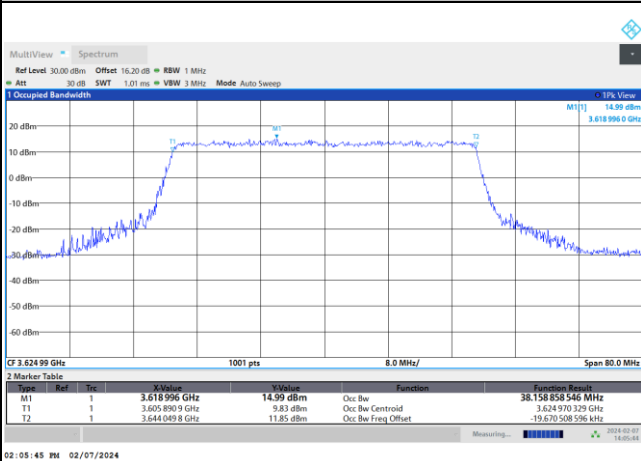 MultiView Spectrum
Ref Level 30.00 dBm Offset 16.20 dB RBW 1 MHz
Att 30 dB SWT 1.01 ms VBW 3 MHz Mode Auto Sweep
1 Occupied Bandwidth 1Pk View
M1[1] 14.99 dBm
3.618 996 0 GHz
20 dBm
T1 M1 T2
10 dBm
0 dBm
-10 dBm
-20 dBm
-30 dBm
-40 dBm
-50 dBm
-60 dBm
CF 3.624 99 GHz 1001 pts 8.0 MHz/ Span 80.0 MHz
2 Marker Table
Type Ref Trc X-Value Y-Value Function Function Result
M1 1 3.618 996 GHz 14.99 dBm Occ Bw 38.158 858 546 MHz
T1 1 3.605 890 9 GHz 9.83 dBm Occ Bw Centroid 3.624 970 329 GHz
T2 1 3.644 049 8 GHz 11.85 dBm Occ Bw Freq Offset -19.670 508 596 kHz
Measuring... 2024-02-07
14:05:44
02:05:45 PM 02/07/2024